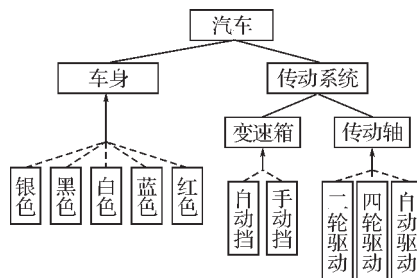 汽车
车身
传动系统
变速箱
传动轴
银色
黑色
白色
蓝色
红色
自动挡
手动挡
二轮驱动
四轮驱动
自动驱动